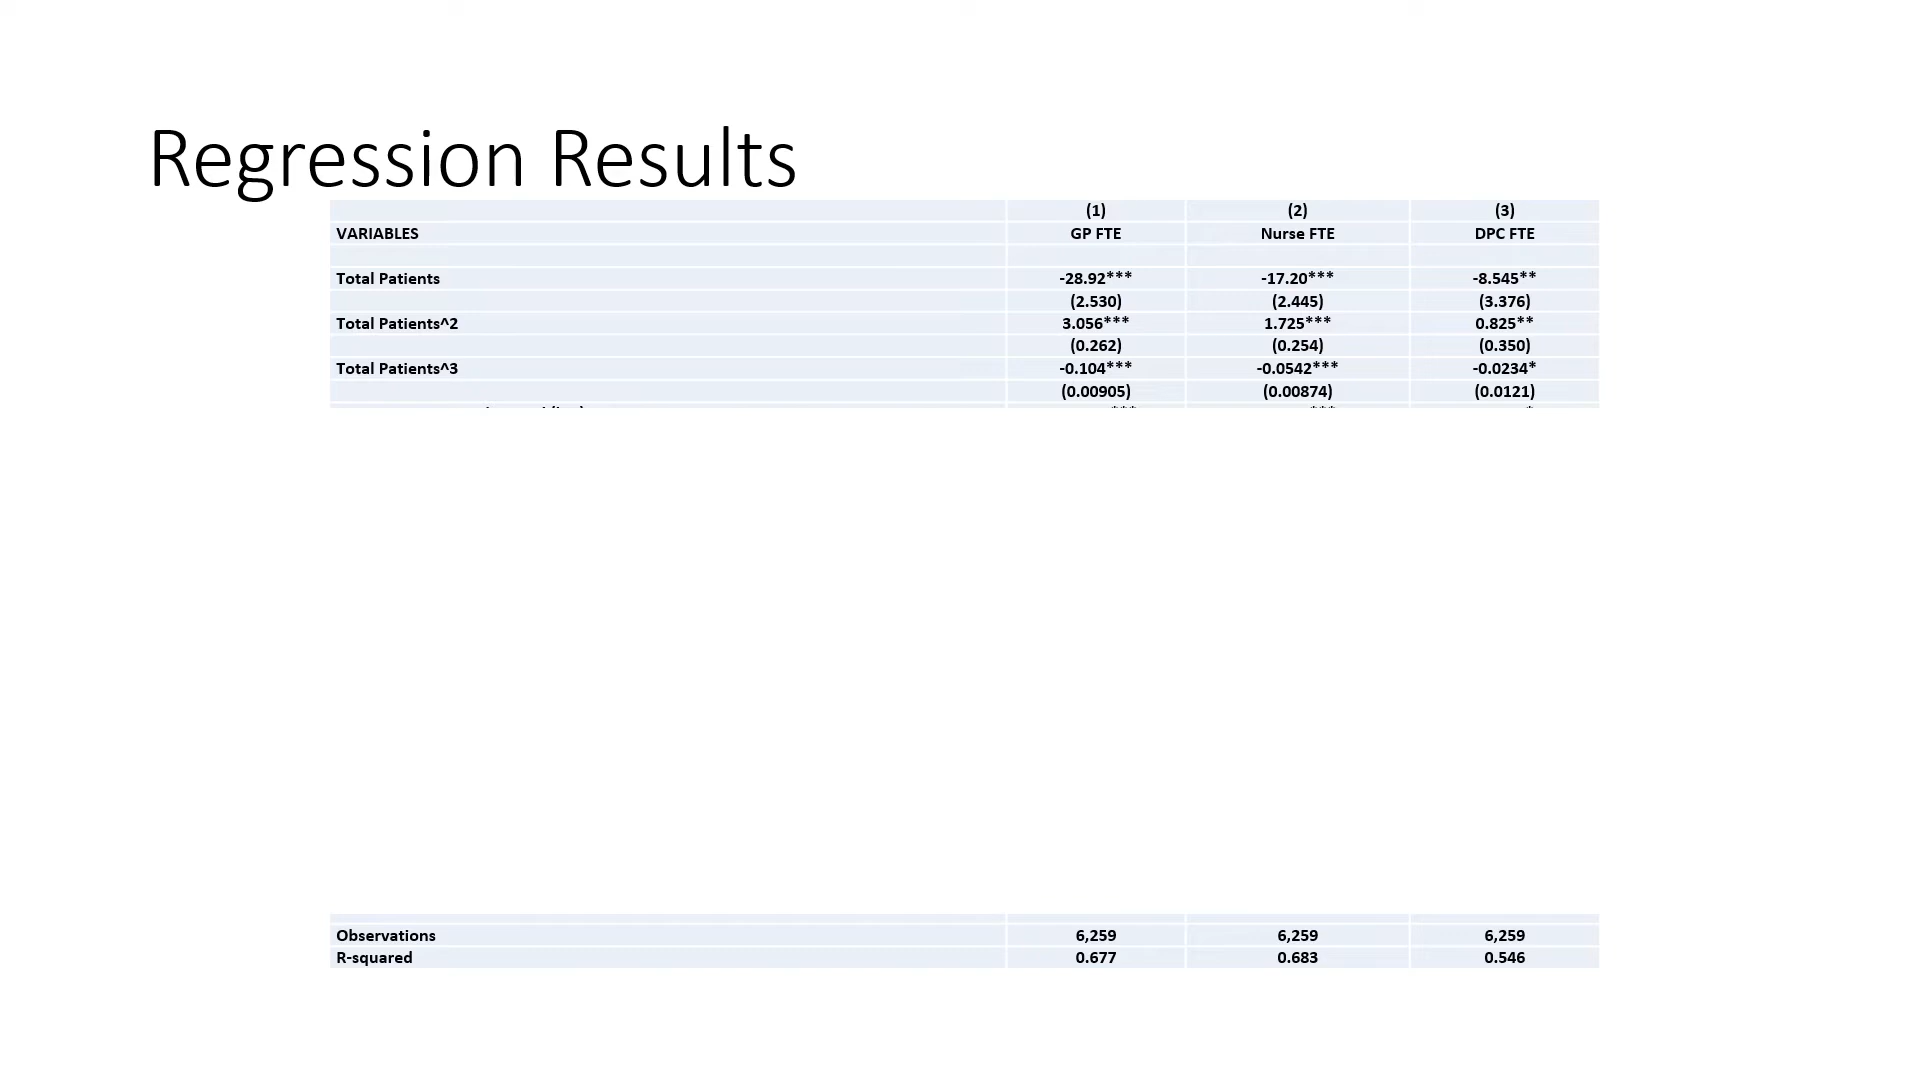 Regression Results
(1) (2) (3)
VARIABLES GP FTE Nurse FTE DPC FTE
Total Patients -28.92*** -17.20*** -8.545**
(2.530) (2.445) (3.376)
Total Patients^2 3.056*** 1.725*** 0.825**
(0.262) (0.254) (0.350)
Total Patients^3 -0.104*** -0.0542*** -0.0234*
(0.00905) (0.00874) (0.0121)
Observations 6,259 6,259 6,259
R-squared 0.677 0.683 0.546